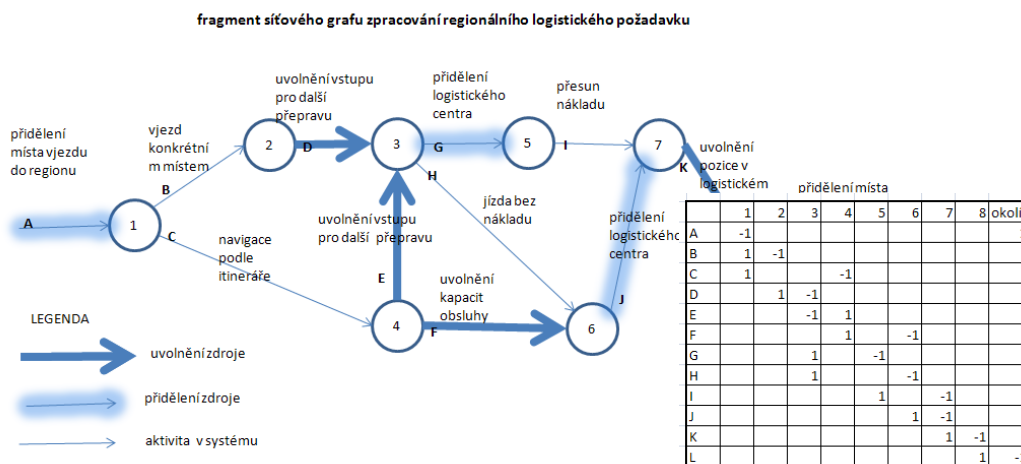 fragment síťového grafu zpracování regionálního logistického požadavku
přidělení
místa vjezdu
do regionu
A
1
vjezd
konkrétní
m místem
B
C
navigace
podle
itineráře
uvolnění vstupu
pro další
přepravu
2
D
3
přidělení
logistického
centra
G
H
5
přesun
nákladu
I
7
K
uvolnění
pozice v
logistickém
uvolnění vstupu
pro další přepravu
E
4
uvolnění
kapacit
obsluhy
F
jízda bez
nákladu
6
přidělení
logistického
centra
J
LEGENDA
uvolnění zdroje
přidělení zdroje
aktivita v systému
přidělení místa
1 2 3 4 5 6 7 8 okolí
A -1
B 1 -1
C 1 -1
D 1 -1
E -1 1
F 1 -1
G 1 -1
H 1 -1
I 1 -1
J 1 -1
K 1 -1
L 1